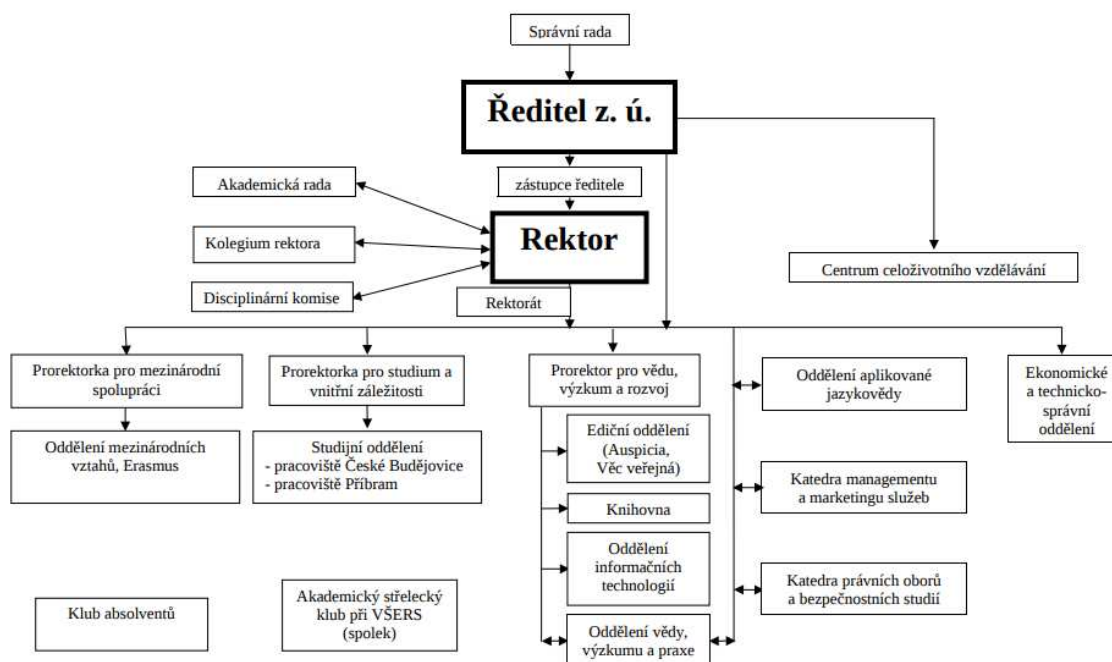 Správní rada
Ředitel z. ú.
zástupce ředitele
Akademická rada
Rektor
Kolegium rektora
Centrum celoživotního vzdělávání
Disciplinární komise
Rektorát
Prorektorka pro mezinárodní
spolupráci
Prorektorka pro studium a
vnitřní záležitosti
Prorektor pro vědu,
výzkum a rozvoj
Oddělení aplikované
jazykovědy
Ekonomické
a technicko-
správní
oddělení
Oddělení mezinárodních
vztahů, Erasmus
Studijní oddělení
- pracoviště České Budějovice
- pracoviště Příbram
Ediční oddělení
(Auspicia,
Věc veřejná)
Katedra managementu
a marketingu služeb
Knihovna
Oddělení
informačních
technologií
Katedra právních oborů
a bezpečnostních studií
Klub absolventů
Akademický střelecký
klub při VŠERS
(spolek)
Oddělení vědy,
výzkumu a praxe